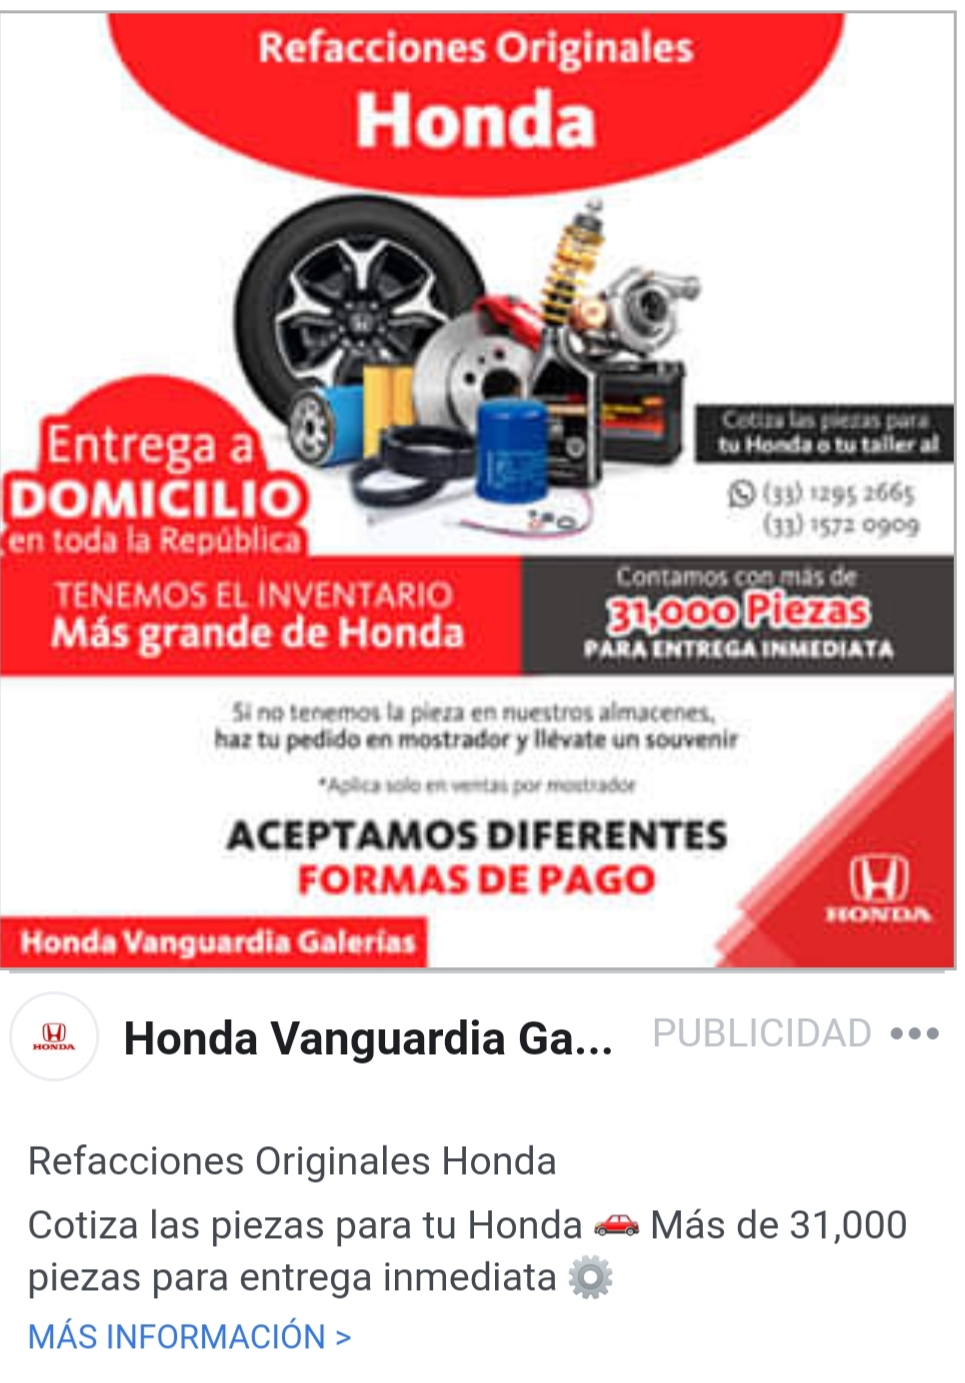 Refacciones Originales
Honda
Entrega a
DOMICILIO
en toda la República
Cotiza las piezas para
tu Honda o tu taller al
(33) 1295 2665
(33) 1572 0909
TENEMOS EL INVENTARIO
Más grande de Honda
Contamos con más de
31,000 Piezas
PARA ENTREGA INMEDIATA
Si no tenemos la pieza en nuestros almacenes,
haz tu pedido en mostrador y llévate un souvenir
*Aplica solo en ventas por mostrador
ACEPTAMOS DIFERENTES
FORMAS DE PAGO
HONDA
Honda Vanguardia Galerías
HONDA
Honda Vanguardia Ga...
PUBLICIDAD
Refacciones Originales Honda
Cotiza las piezas para tu Honda 🚗 Más de 31,000
piezas para entrega inmediata ⚙️
MÁS INFORMACIÓN >